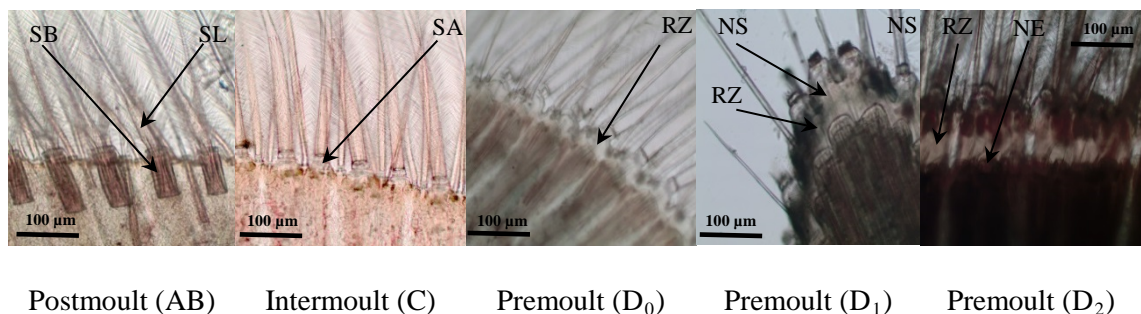 SB SL
100 µm
SA
100 µm
RZ
100 µm
NS NS
RZ
100 µm
RZ NE
100 µm
Postmoult (AB)
Intermoult (C)
Premoult (D₀)
Premoult (D₁)
Premoult (D₂)